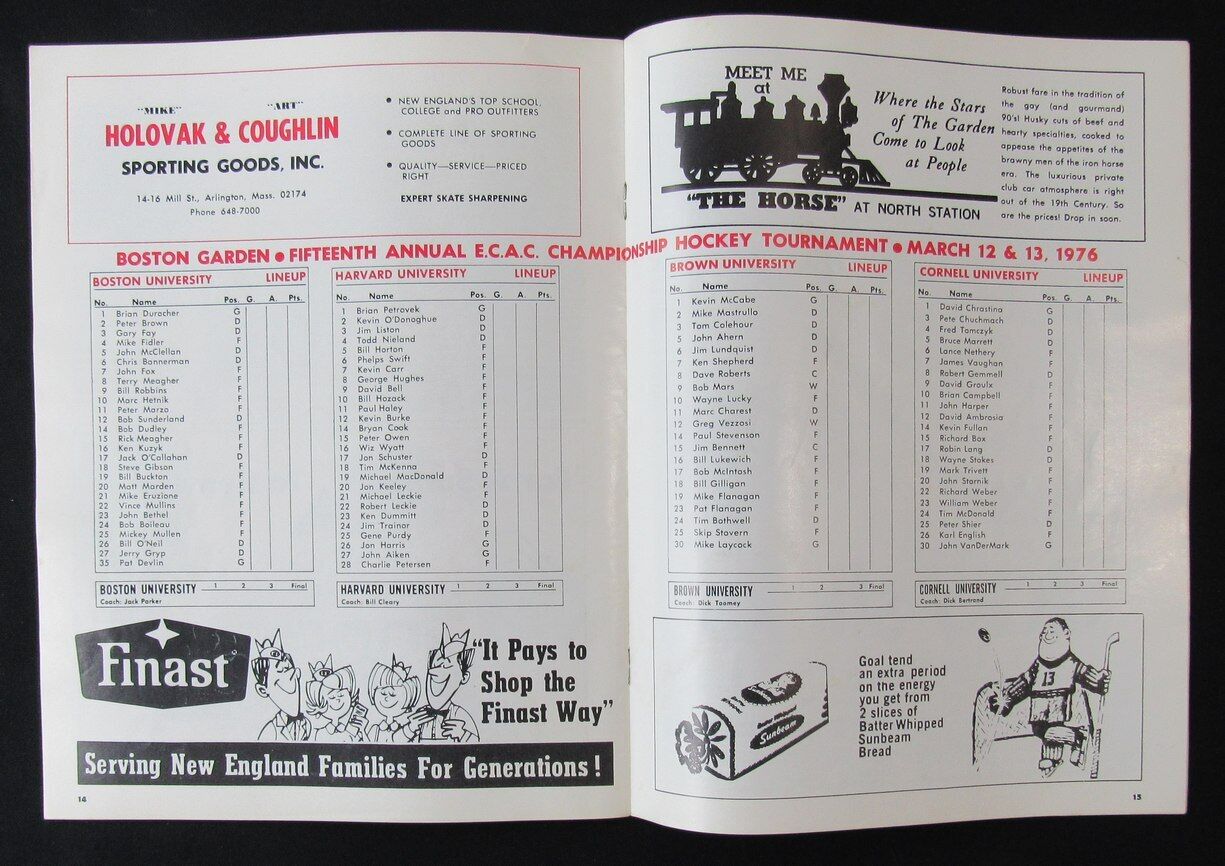 "MIKE" "ART"
HOLOVAK & COUGHLIN
SPORTING GOODS, INC.
14-16 Mill St., Arlington, Mass. 02174
Phone 648-7000
● NEW ENGLAND'S TOP SCHOOL,
COLLEGE and PRO OUTFITTERS
● COMPLETE LINE OF SPORTING
GOODS
● QUALITY—SERVICE—PRICED
RIGHT
EXPERT SKATE SHARPENING
MEET ME
at
"THE HORSE" AT NORTH STATION
Where the Stars
of The Garden
Come to Look
at People
Robust fare in the tradition of
the gay (and gourmand)
90's! Husky cuts of beef and
hearty specialties, cooked to
appease the appetites of the
brawny men of the iron horse
era. The luxurious private
club car atmosphere is right
out of the 19th Century. So
are the prices! Drop in soon.
BOSTON GARDEN ● FIFTEENTH ANNUAL E.C.A.C. CHAMPIONSHIP HOCKEY TOURNAMENT ● MARCH 12 & 13, 1976
BOSTON UNIVERSITY LINEUP
No. Name Pos. G. A. Pts.
1 Brian Duracher G
2 Peter Brown D
3 Gary Fay D
4 Mike Fidler F
5 John McClellan D
6 Chris Bannerman D
7 John Fox F
8 Terry Meagher F
9 Bill Robbins F
10 Marc Hetnik F
11 Peter Marzo F
12 Bob Sunderland D
14 Bob Dudley F
15 Rick Meagher F
16 Ken Kuzyk F
17 Jack O'Callahan D
18 Steve Gibson F
19 Bill Buckton F
20 Matt Marden F
21 Mike Eruzione F
22 Vince Mullins F
23 John Bethel F
24 Bob Boileau F
25 Mickey Mullen F
26 Bill O'Neil D
27 Jerry Gryp D
35 Pat Devlin G
BOSTON UNIVERSITY 1 2 3 Final
Coach: Jack Parker
HARVARD UNIVERSITY LINEUP
No. Name Pos. G. A. Pts.
1 Brian Petrovek G
2 Kevin O'Donoghue D
3 Jim Liston D
4 Todd Nieland D
5 Bill Horton F
6 Phelps Swift F
7 Kevin Carr F
8 George Hughes F
9 David Bell F
10 Bill Hozack F
11 Paul Haley F
12 Kevin Burke F
14 Bryan Cook F
15 Peter Owen F
16 Wiz Wyatt F
17 Jon Schuster D
18 Tim McKenna F
19 Michael MacDonald D
20 Jon Keeley F
21 Michael Leckie F
22 Robert Leckie D
23 Ken Dummitt D
24 Jim Trainor D
25 Gene Purdy F
26 Jon Harris G
27 John Aiken G
28 Charlie Petersen F
HARVARD UNIVERSITY 1 2 3 Final
Coach: Bill Cleary
BROWN UNIVERSITY LINEUP
No. Name Pos. G. A. Pts.
1 Kevin McCabe G
2 Mike Mastrullo D
3 Tom Colehour D
5 John Ahern D
6 Jim Lundquist D
7 Ken Shepherd F
8 Dave Roberts C
9 Bob Mars W
10 Wayne Lucky F
11 Marc Charest D
12 Greg Vezzosi W
14 Paul Stevenson F
15 Jim Bennett C
16 Bill Lukewich F
17 Bob McIntosh F
18 Bill Gilligan F
19 Mike Flanagan F
23 Pat Flanagan F
24 Tim Bothwell D
25 Skip Stovern F
30 Mike Laycock G
BROWN UNIVERSITY 1 2 3 Final
Coach: Dick Toomey
CORNELL UNIVERSITY LINEUP
No. Name Pos. G. A. Pts.
1 David Chrastina G
3 Pete Chuchmach D
4 Fred Tomczyk D
5 Bruce Marrett D
6 Lance Nethery F
7 James Vaughan F
8 Robert Gemmell D
9 David Groulx F
10 Brian Campbell F
11 John Harper F
12 David Ambrosia F
14 Kevin Fullan F
15 Richard Box F
17 Robin Lang D
18 Wayne Stokes D
19 Mark Trivett F
20 John Stornik F
22 Richard Weber F
23 William Weber F
24 Tim McDonald F
25 Peter Shier D
26 Karl English F
30 John VanDerMark G
CORNELL UNIVERSITY 1 2 3 Final
Coach: Dick Bertrand
Finast
"It Pays to
Shop the
Finast Way"
Serving New England Families For Generations!
14
Batter Whipped
Sunbeam
Goal tend
an extra period
on the energy
you get from
2 slices of
Batter Whipped
Sunbeam
Bread
13
15